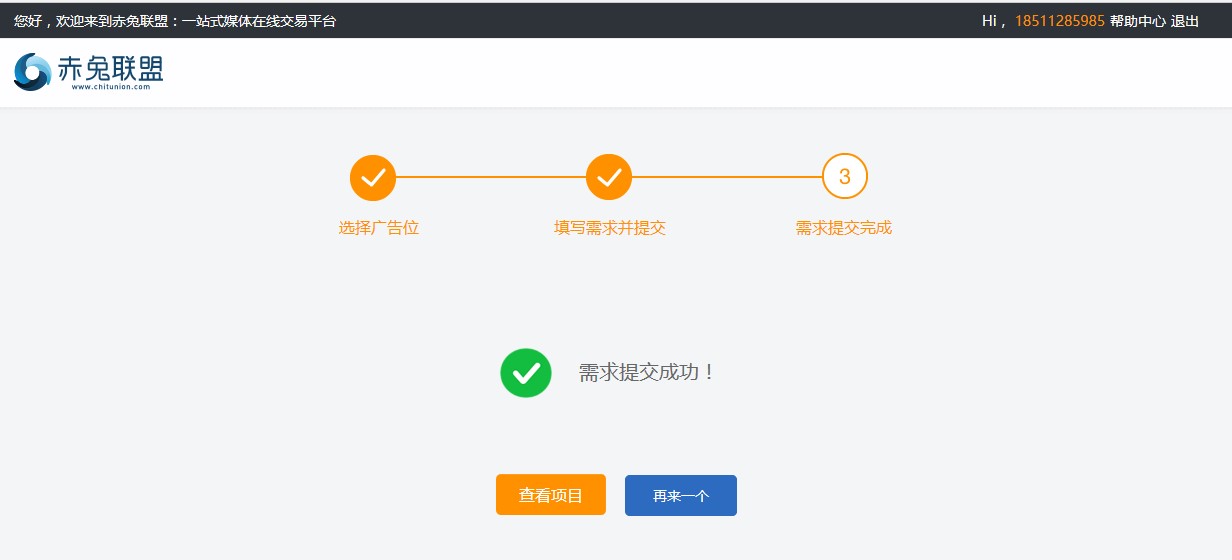 您好，欢迎来到赤兔联盟：一站式媒体在线交易平台
Hi， 18511285985 帮助中心 退出
赤兔联盟
www.chitunion.com
3
选择广告位 填写需求并提交 需求提交完成
需求提交成功！
查看项目 再来一个